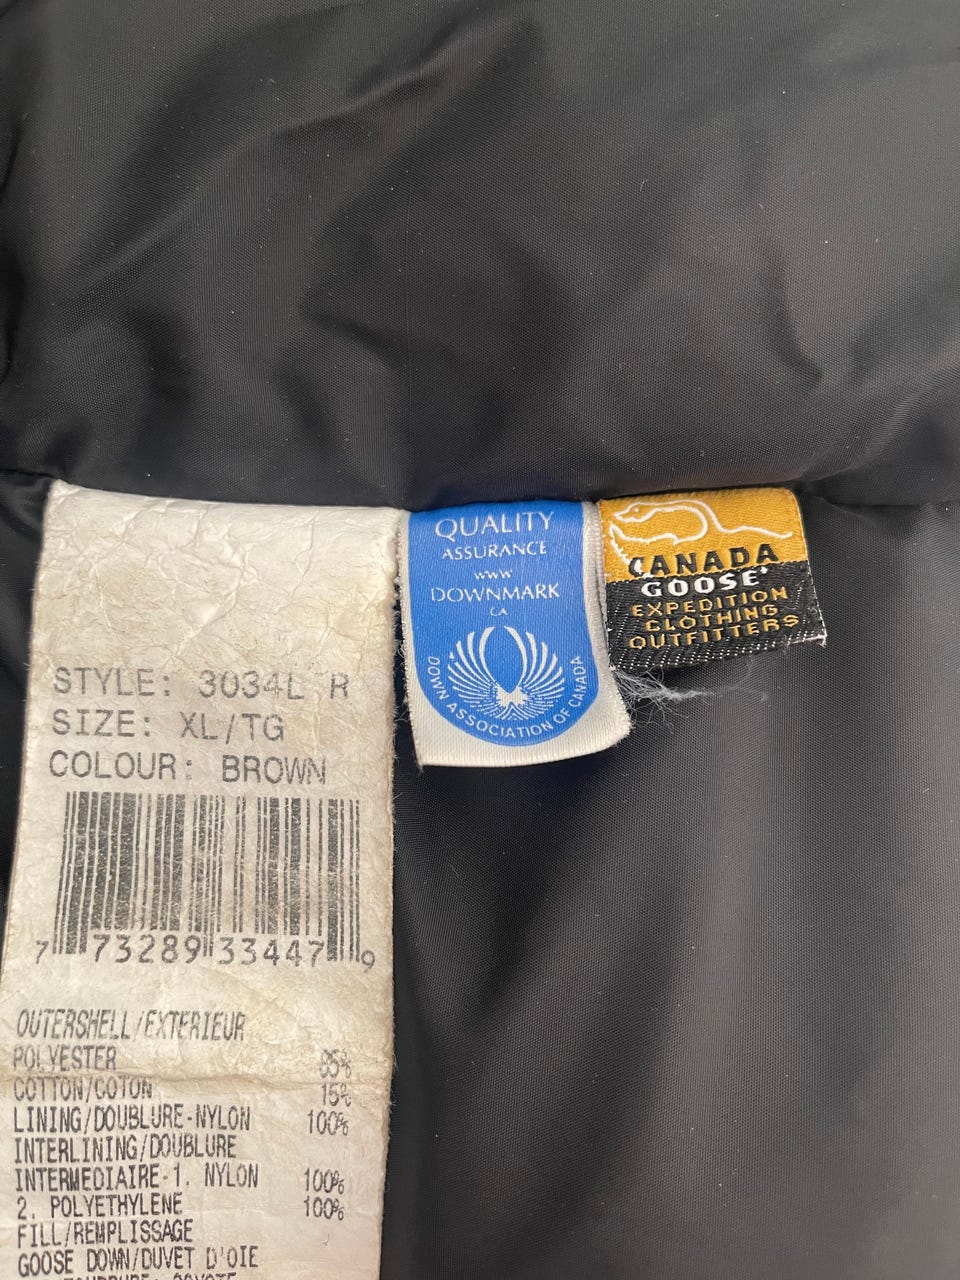 STYLE: 3034L R
SIZE: XL/TG
COLOUR: BROWN
7 73289 33447 9
OUTERSHELL/EXTERIEUR
POLYESTER 85%
COTTON/COTON 15%
LINING/DOUBLURE-NYLON 100%
INTERLINING/DOUBLURE
INTERMEDIAIRE-1. NYLON 100%
2. POLYETHYLENE 100%
FILL/REMPLISSAGE
GOOSE DOWN/DUVET D'OIE
QUALITY
ASSURANCE
www
DOWNMARK
CA
DOWN ASSOCIATION OF CANADA
CANADA
GOOSE
EXPEDITION
CLOTHING
OUTFITTERS